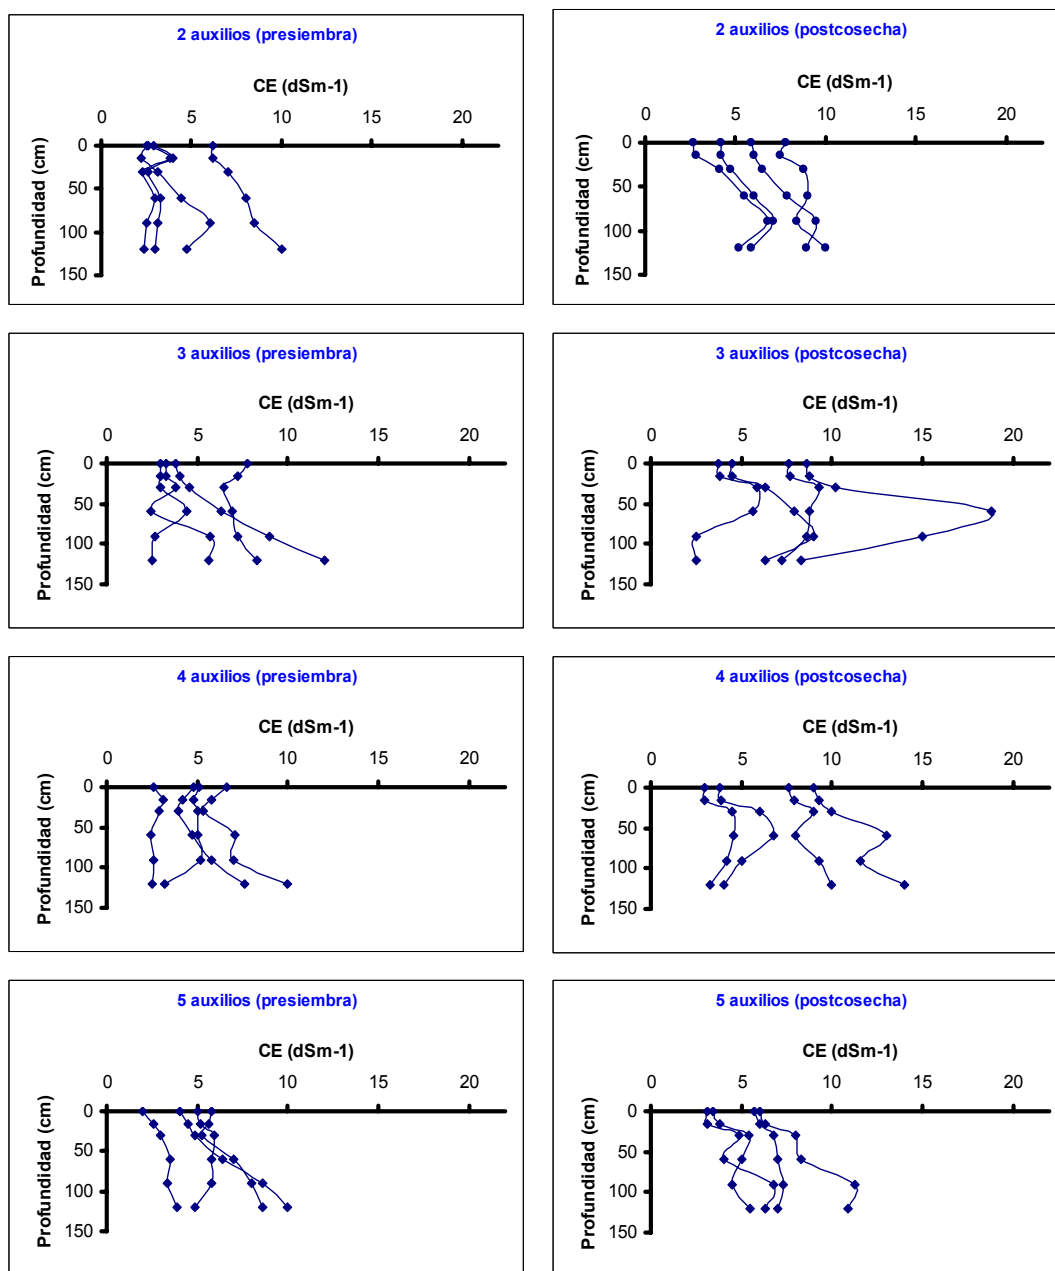 2 auxilios (presiembra)
CE (dSm-1)
0 5 10 15 20
0
50
100
150
Profundidad (cm)
2 auxilios (postcosecha)
CE (dSm-1)
0 5 10 15 20
0
50
100
150
Profundidad (cm)
3 auxilios (presiembra)
CE (dSm-1)
0 5 10 15 20
0
50
100
150
Profundidad (cm)
3 auxilios (postcosecha)
CE (dSm-1)
0 5 10 15 20
0
50
100
150
Profundidad (cm)
4 auxilios (presiembra)
CE (dSm-1)
0 5 10 15 20
0
50
100
150
Profundidad (cm)
4 auxilios (postcosecha)
CE (dSm-1)
0 5 10 15 20
0
50
100
150
Profundidad (cm)
5 auxilios (presiembra)
CE (dSm-1)
0 5 10 15 20
0
50
100
150
Profundidad (cm)
5 auxilios (postcosecha)
CE (dSm-1)
0 5 10 15 20
0
50
100
150
Profundidad (cm)